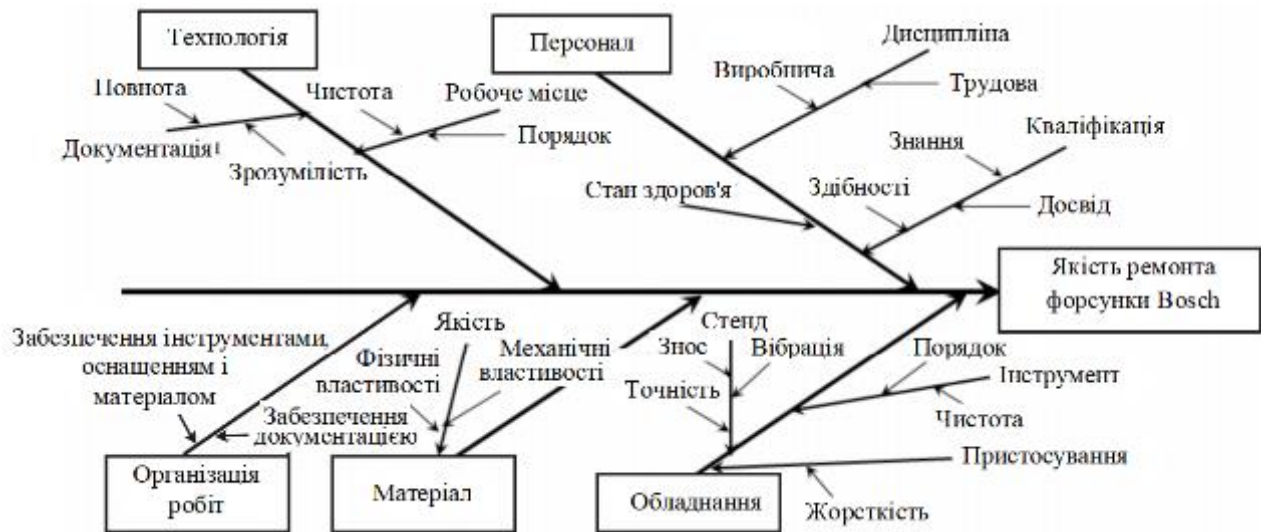 Технологія
Персонал
Дисципліна
Виробнича
Трудова
Повнота
Чистота
Робоче місце
Порядок
Документація
Зрозумілість
Кваліфікація
Знання
Здібності
Стан здоров'я
Досвід
Якість ремонта
форсунки Bosch
Забезпечення інструментами,
оснащенням і
матеріалом
Забезпечення
документацією
Організація
робіт
Якість
Фізичні
властивості
Механічні
властивості
Матеріал
Стенд
Знос
Вібрація
Точність
Порядок
Інструмент
Чистота
Пристосування
Жорсткість
Обладнання